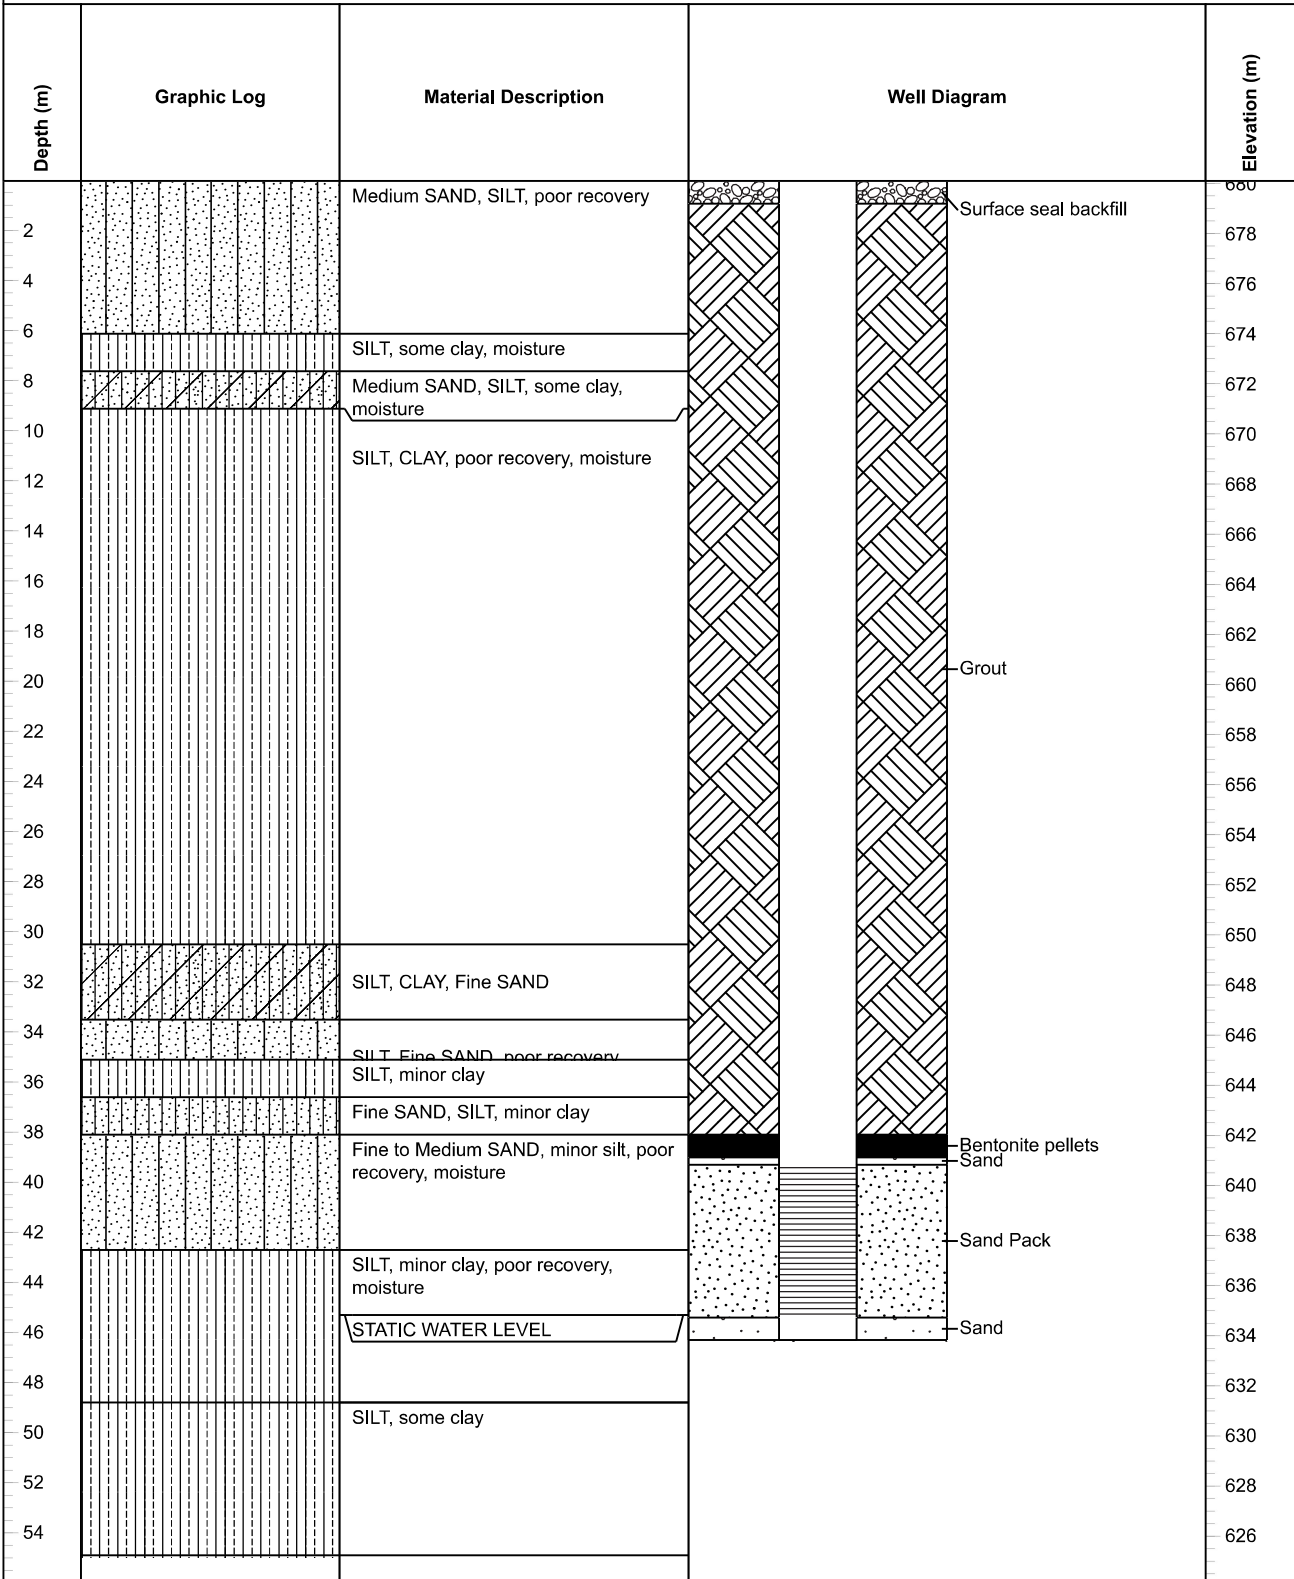 Depth (m)
Graphic Log
Material Description
Well Diagram
Elevation (m)
Medium SAND, SILT, poor recovery
680
Surface seal backfill
2
678
4
676
6
674
SILT, some clay, moisture
8
672
Medium SAND, SILT, some clay,
moisture
10
670
SILT, CLAY, poor recovery, moisture
12
668
14
666
16
664
18
662
Grout
20
660
22
658
24
656
26
654
28
652
30
650
SILT, CLAY, Fine SAND
32
648
34
646
SILT, Fine SAND, poor recovery
SILT, minor clay
36
644
Fine SAND, SILT, minor clay
38
642
Fine to Medium SAND, minor silt, poor
recovery, moisture
Bentonite pellets
Sand
40
640
42
638
Sand Pack
SILT, minor clay, poor recovery,
moisture
44
636
STATIC WATER LEVEL
Sand
46
634
48
632
SILT, some clay
50
630
52
628
54
626